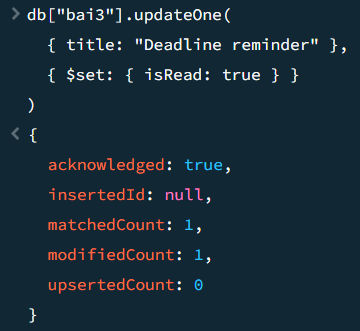 > db["bai3"].updateOne(
{ title: "Deadline reminder" },
{ $set: { isRead: true } }
)
< {
acknowledged: true,
insertedId: null,
matchedCount: 1,
modifiedCount: 1,
upsertedCount: 0
}